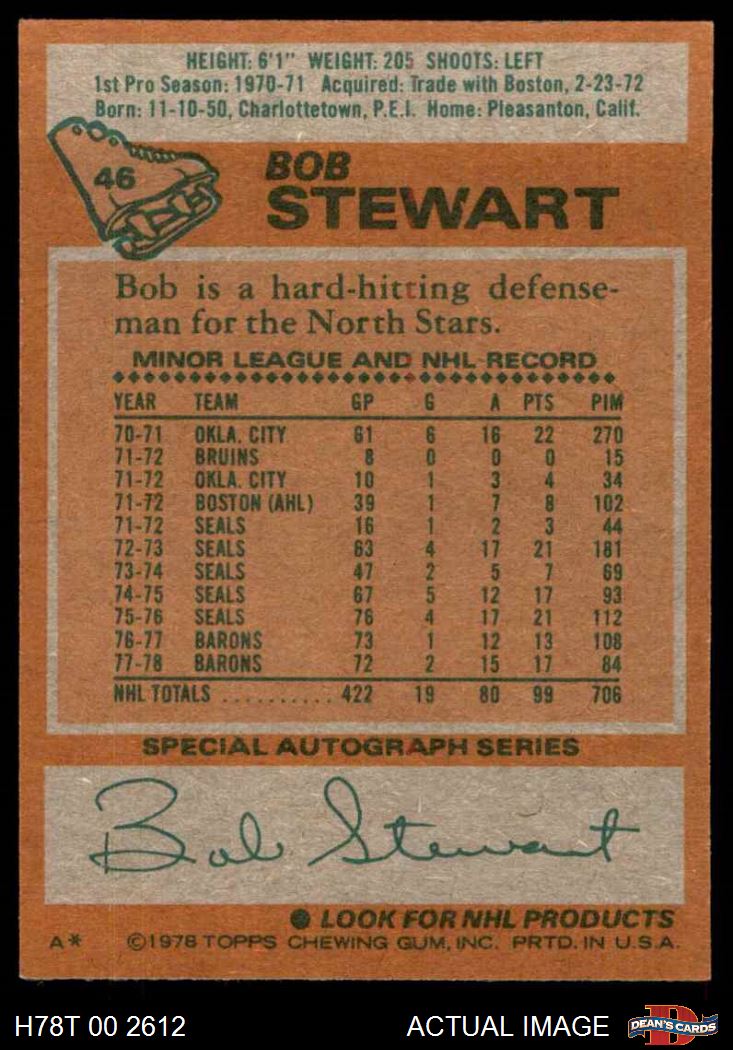 HEIGHT: 6'1" WEIGHT: 205 SHOOTS: LEFT
1st Pro Season: 1970-71 Acquired: Trade with Boston, 2-23-72
Born: 11-10-50, Charlottetown, P.E.I. Home: Pleasanton, Calif.
46
BOB
STEWART
Bob is a hard-hitting defense-
man for the North Stars.
MINOR LEAGUE AND NHL RECORD
YEAR TEAM GP G A PTS PIM
70-71 OKLA. CITY 61 6 16 22 270
71-72 BRUINS 8 0 0 0 15
71-72 OKLA. CITY 10 1 3 4 34
71-72 BOSTON (AHL) 39 1 7 8 102
71-72 SEALS 16 1 2 3 44
72-73 SEALS 63 4 17 21 181
73-74 SEALS 47 2 5 7 69
74-75 SEALS 67 5 12 17 93
75-76 SEALS 76 4 17 21 112
76-77 BARONS 73 1 12 13 108
77-78 BARONS 72 2 15 17 84
NHL TOTALS .......... 422 19 80 99 706
SPECIAL AUTOGRAPH SERIES
Bob Stewart
● LOOK FOR NHL PRODUCTS
A* ©1978 TOPPS CHEWING GUM, INC. PRTD. IN U.S.A.
H78T 00 2612 ACTUAL IMAGE D DEAN'S CARDS